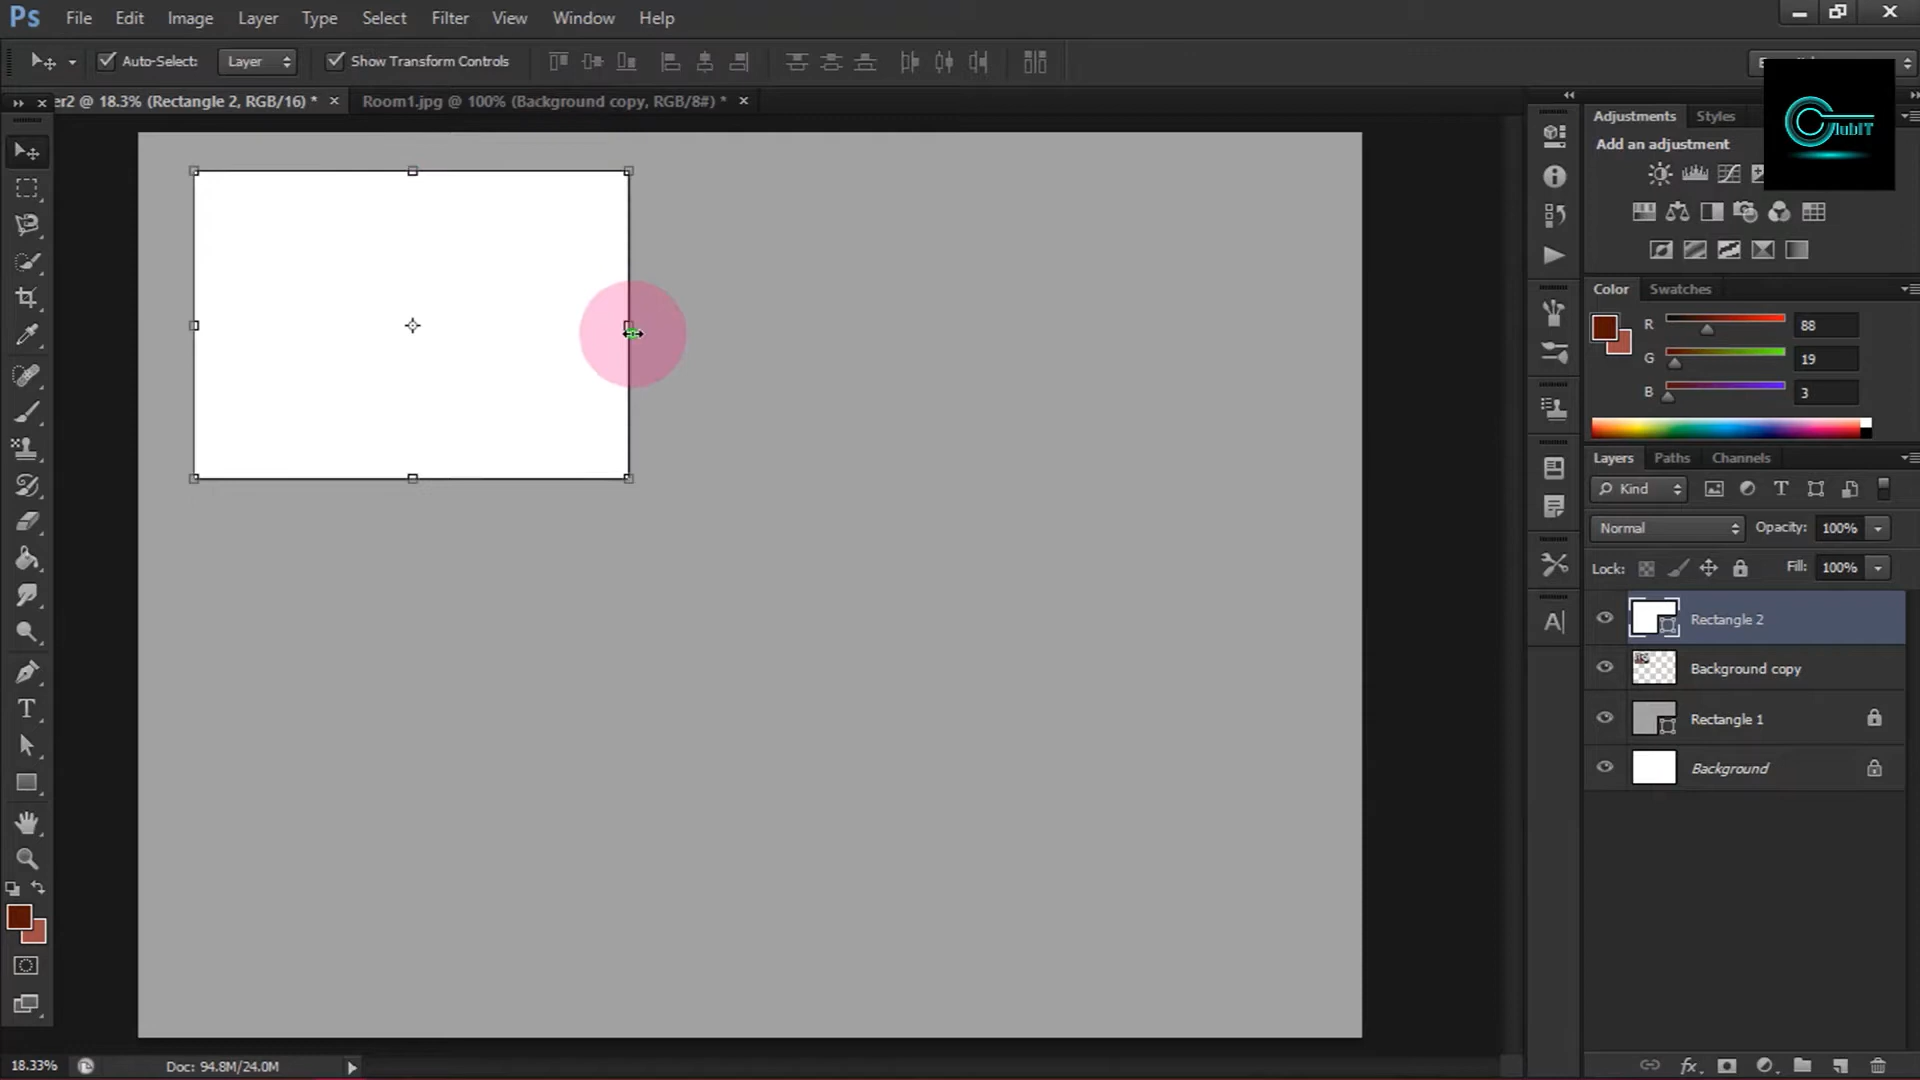 Ps File Edit Image Layer Type Select Filter View Window Help
Auto-Select: Layer Show Transform Controls
er2 @ 18.3% (Rectangle 2, RGB/16) * Room1.jpg @ 100% (Background copy, RGB/8#) *
ClubIT
Adjustments Styles
Add an adjustment
Color Swatches
R 88
G 19
B 3
Layers Paths Channels
Kind
Normal Opacity: 100%
Lock: Fill: 100%
Rectangle 2
Background copy
Rectangle 1
Background
18.33% Doc: 94.8M/24.0M